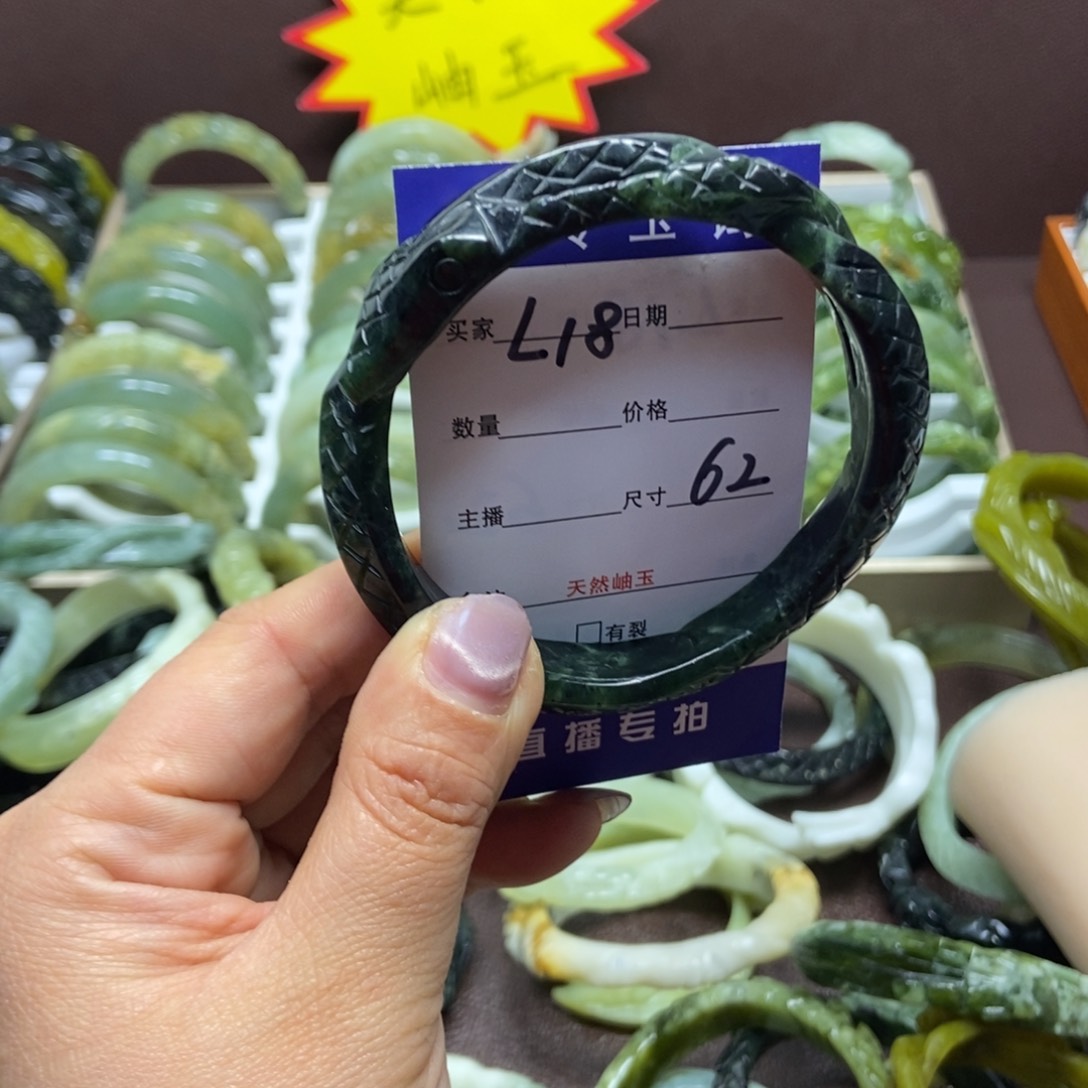 岫玉
买家 L18 日期
数量 价格
主播 尺寸 62
天然岫玉
□有裂
直播专拍